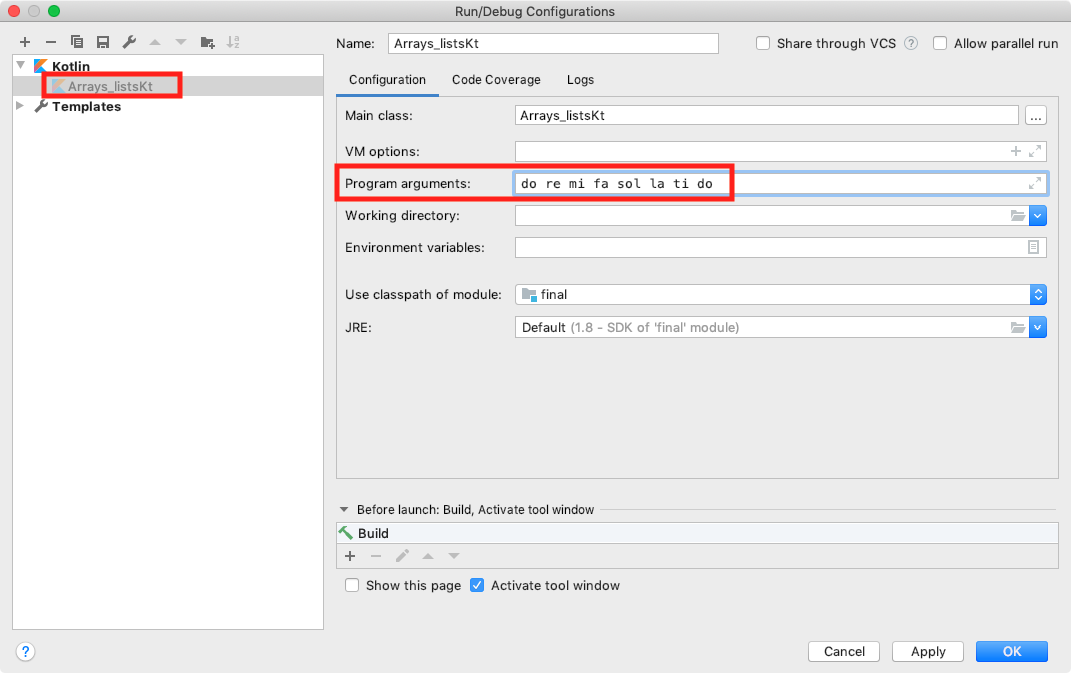 Run/Debug Configurations
Name: Arrays_listsKt
Share through VCS ?
Allow parallel run
Kotlin
Arrays_listsKt
Templates
Configuration Code Coverage Logs
Main class: Arrays_listsKt ...
VM options:
Program arguments: do re mi fa sol la ti do
Working directory:
Environment variables:
Use classpath of module: final
JRE: Default (1.8 - SDK of 'final' module)
Before launch: Build, Activate tool window
Build
Show this page Activate tool window
? Cancel Apply OK